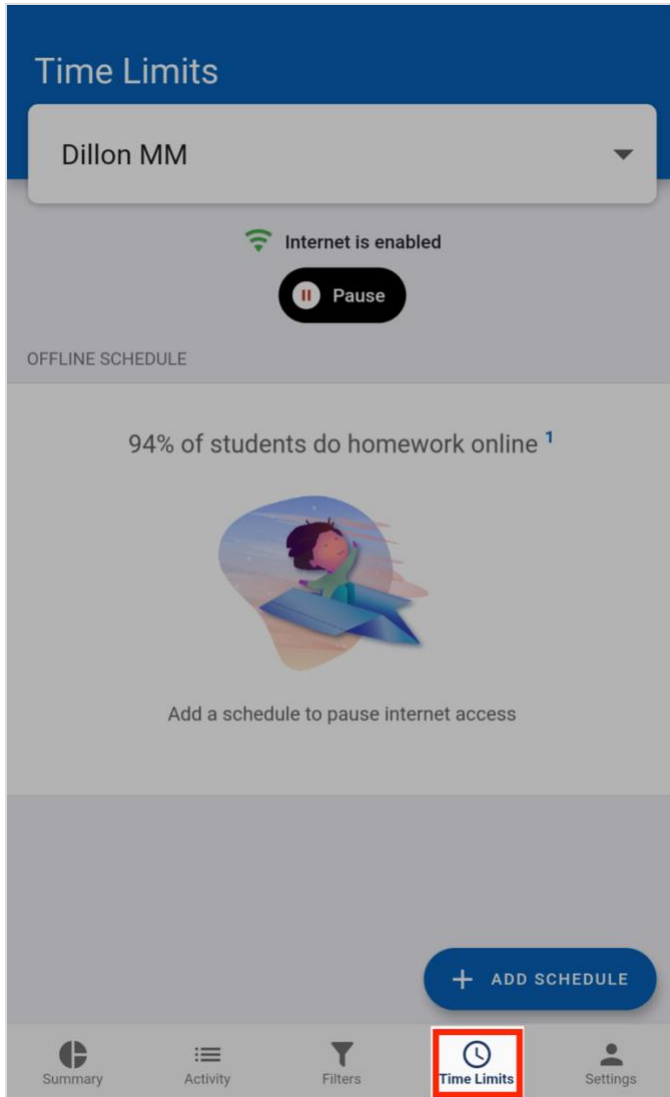 Time Limits
Dillon MM
Internet is enabled
Pause
OFFLINE SCHEDULE
94% of students do homework online 1
Add a schedule to pause internet access
+ ADD SCHEDULE
Summary Activity Filters Time Limits Settings